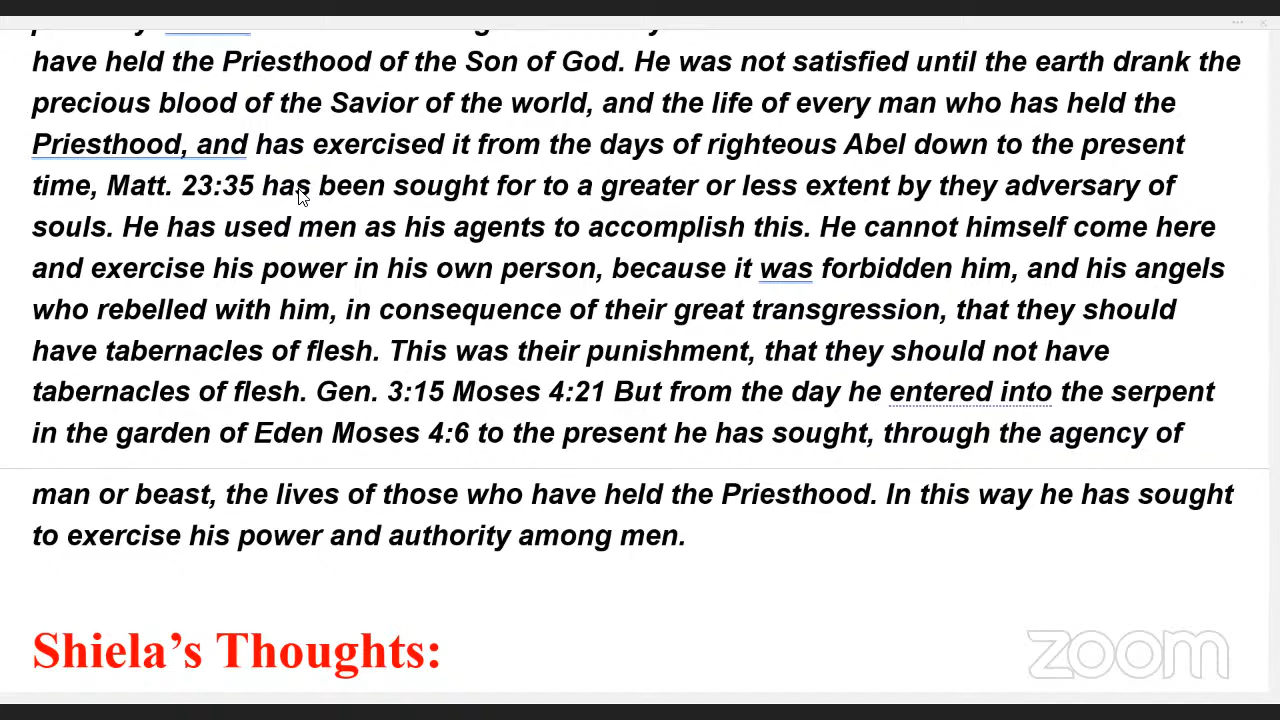 have held the Priesthood of the Son of God. He was not satisfied until the earth drank the
precious blood of the Savior of the world, and the life of every man who has held the
Priesthood, and has exercised it from the days of righteous Abel down to the present
time, Matt. 23:35 has been sought for to a greater or less extent by they adversary of
souls. He has used men as his agents to accomplish this. He cannot himself come here
and exercise his power in his own person, because it was forbidden him, and his angels
who rebelled with him, in consequence of their great transgression, that they should
have tabernacles of flesh. This was their punishment, that they should not have
tabernacles of flesh. Gen. 3:15 Moses 4:21 But from the day he entered into the serpent
in the garden of Eden Moses 4:6 to the present he has sought, through the agency of
man or beast, the lives of those who have held the Priesthood. In this way he has sought
to exercise his power and authority among men.
Shiela’s Thoughts:
zoom